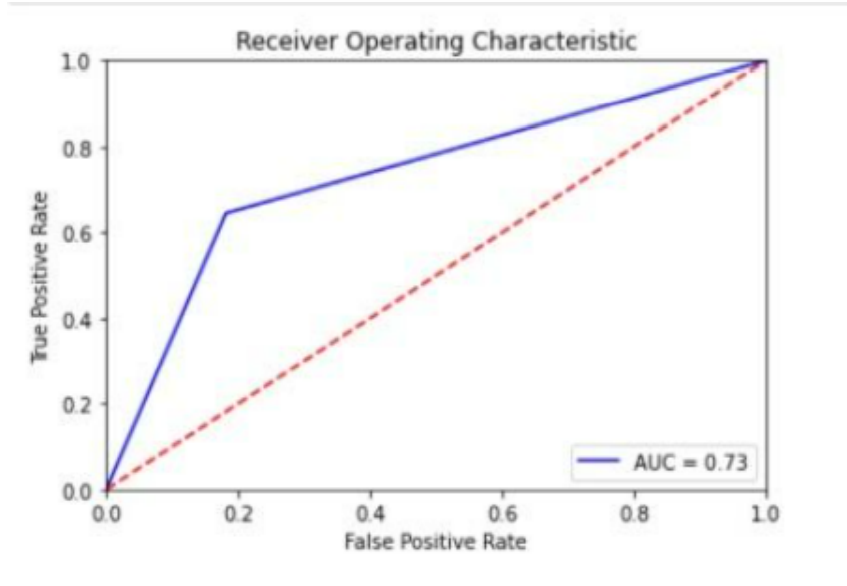 Receiver Operating Characteristic
1.0
0.8
0.6
0.4
0.2
0.0
True Positive Rate
AUC = 0.73
0.0 0.2 0.4 0.6 0.8 1.0
False Positive Rate